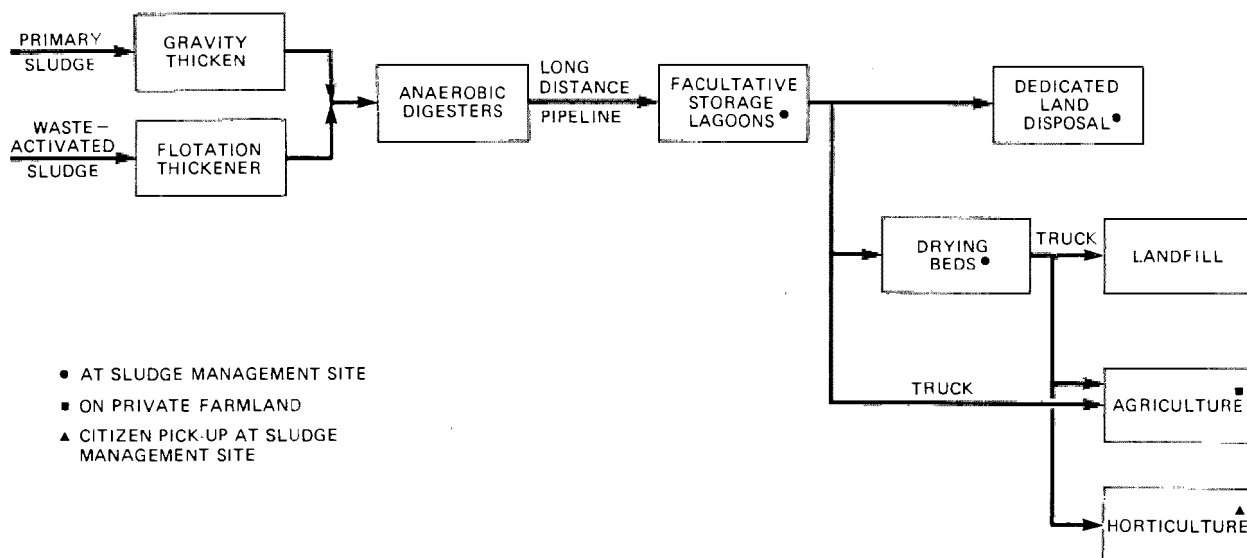 PRIMARY
SLUDGE
GRAVITY
THICKEN
WASTE–
ACTIVATED
SLUDGE
FLOTATION
THICKENER
ANAEROBIC
DIGESTERS
LONG
DISTANCE
PIPELINE
FACULTATIVE
STORAGE
LAGOONS ●
DEDICATED
LAND
DISPOSAL ●
DRYING
BEDS ●
TRUCK
LANDFILL
TRUCK
AGRICULTURE ■
HORTICULTURE ▲
● AT SLUDGE MANAGEMENT SITE
■ ON PRIVATE FARMLAND
▲ CITIZEN PICK-UP AT SLUDGE
MANAGEMENT SITE